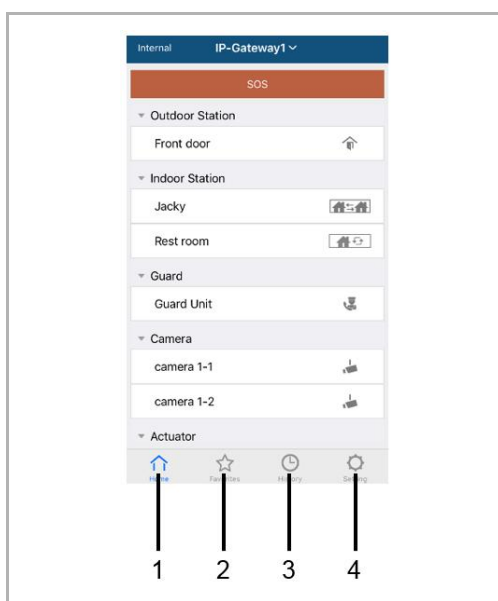 Internal IP-Gateway1
SOS
Outdoor Station
Front door
Indoor Station
Jacky
Rest room
Guard
Guard Unit
Camera
camera 1-1
camera 1-2
Actuator
Home Favorites History Setting
1 2 3 4